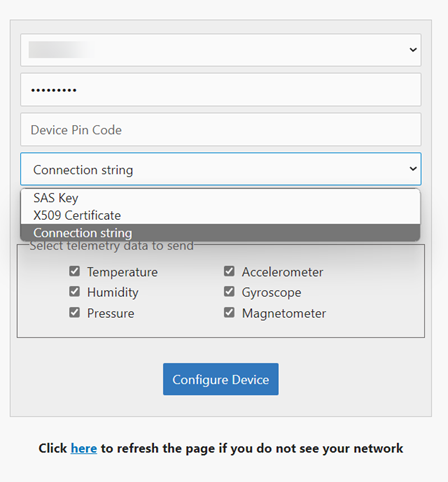 •••••••••
Device Pin Code
Connection string
SAS Key
X509 Certificate
Connection string
Select telemetry data to send
Temperature
Accelerometer
Humidity
Gyroscope
Pressure
Magnetometer
Configure Device
Click here to refresh the page if you do not see your network